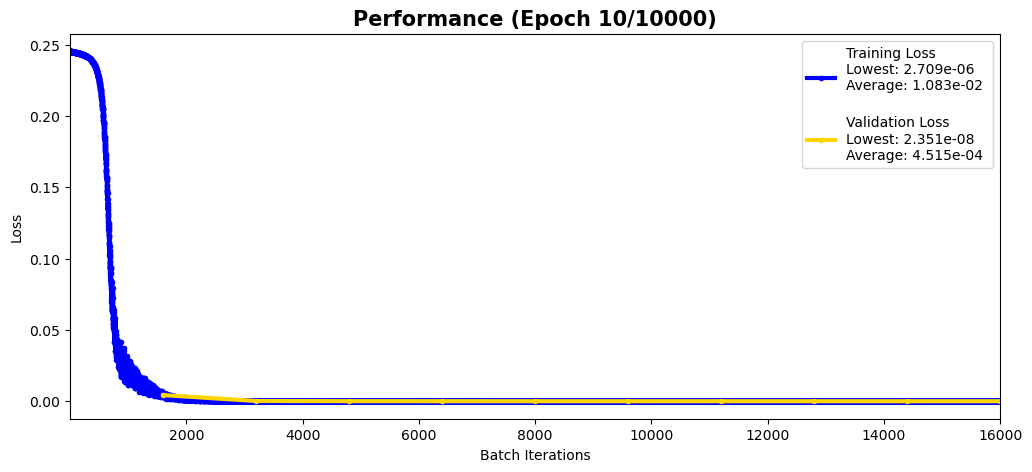 Performance (Epoch 10/10000)
Training Loss
Lowest: 2.709e-06
Average: 1.083e-02
Validation Loss
Lowest: 2.351e-08
Average: 4.515e-04
Loss
0.25
0.20
0.15
0.10
0.05
0.00
2000 4000 6000 8000 10000 12000 14000 16000
Batch Iterations